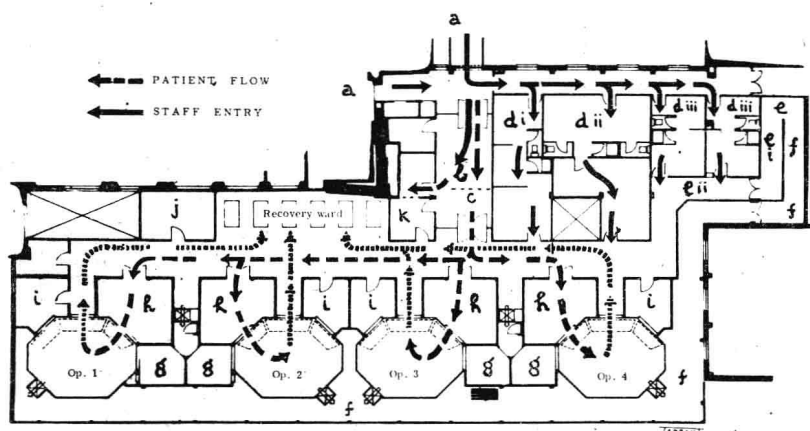 a
PATIENT FLOW
a
STAFF ENTRY
d i
d ii
d iii
d iii
e
e i
f
b
e ii
c
k
j
Recovery ward
f
i
h
h
i
i
h
h
i
Op. 1
g
g
Op. 2
Op. 3
g
g
Op. 4
f
f